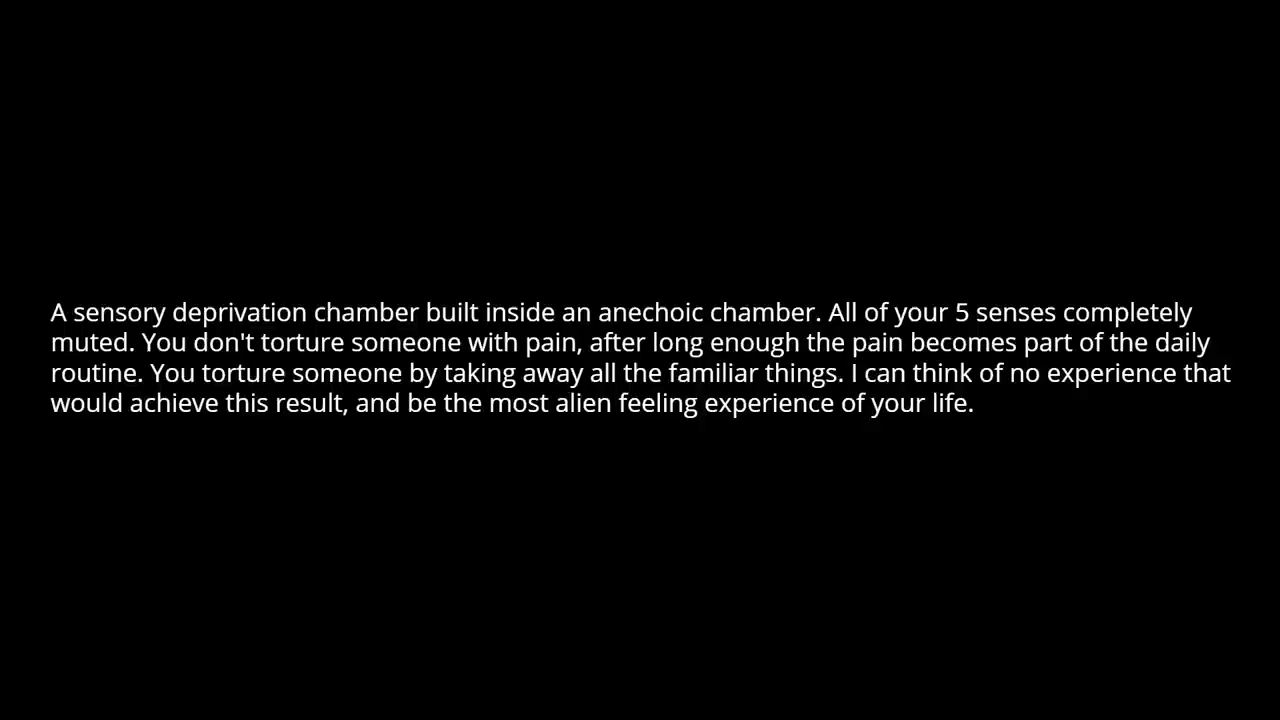 A sensory deprivation chamber built inside an anechoic chamber. All of your 5 senses completely
muted. You don't torture someone with pain, after long enough the pain becomes part of the daily
routine. You torture someone by taking away all the familiar things. I can think of no experience that
would achieve this result, and be the most alien feeling experience of your life.